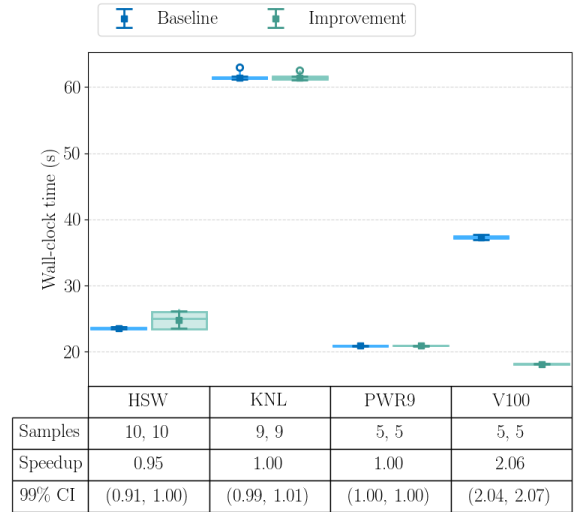 Baseline Improvement
Wall-clock time (s)
60
50
40
30
20
HSW KNL PWR9 V100
Samples 10, 10 9, 9 5, 5 5, 5
Speedup 0.95 1.00 1.00 2.06
99% CI (0.91, 1.00) (0.99, 1.01) (1.00, 1.00) (2.04, 2.07)